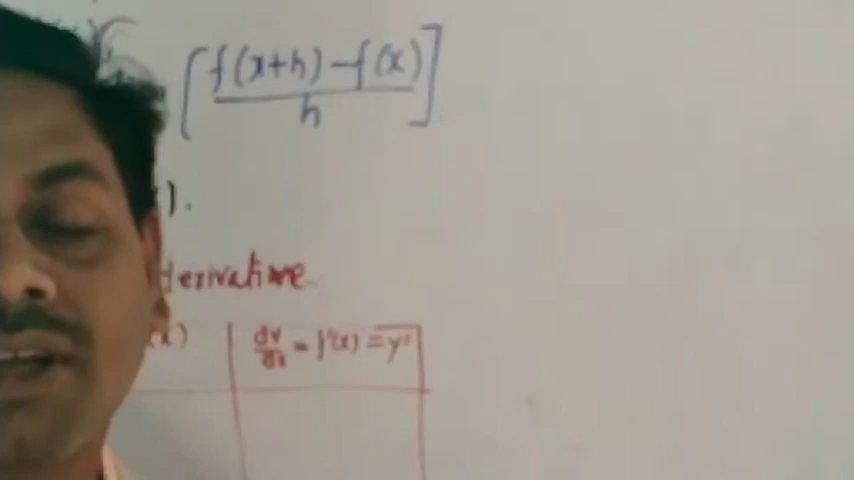 [f(x+h)-f(x)/h]
).
derivative
(x) dy/dx = f'(x) = y'